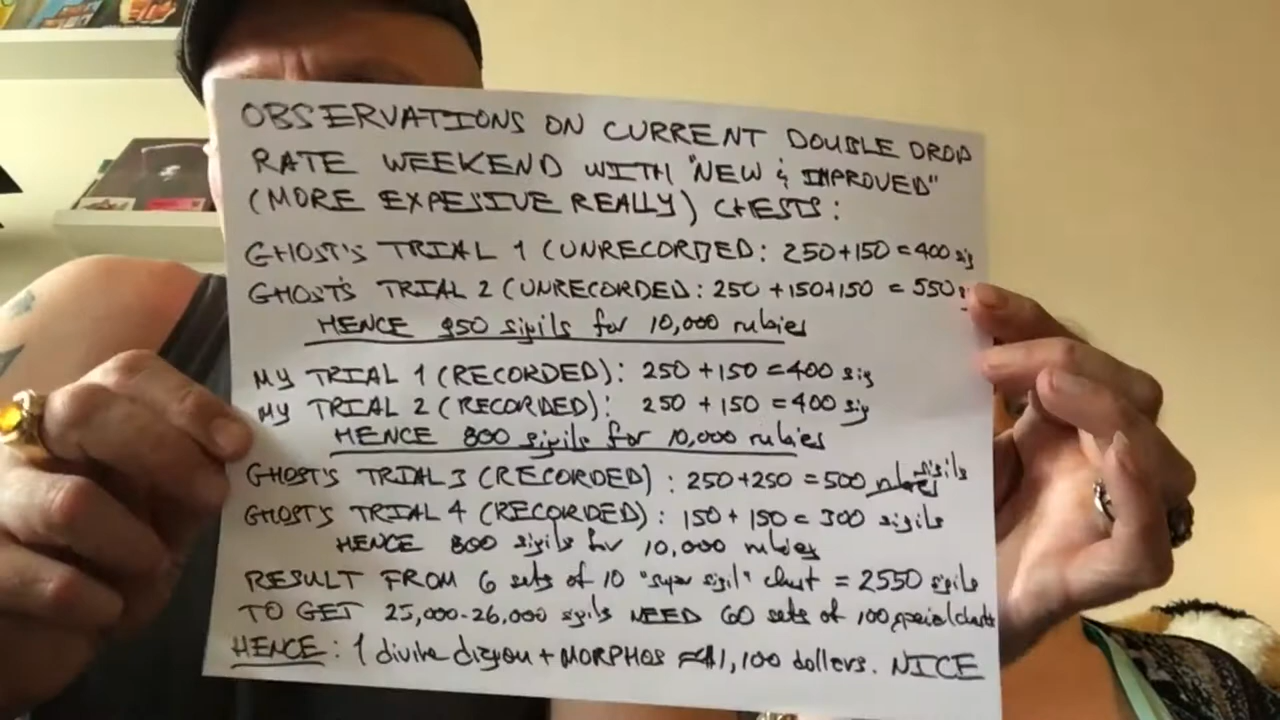 OBSERVATIONS ON CURRENT DOUBLE DROP
RATE WEEKEND WITH "NEW & IMPROVED"
(MORE EXPESIVE REALLY) CHESTS:
GHOST'S TRIAL 1 (UNRECORDED: 250+150=400 sig
GHOST'S TRIAL 2 (UNRECORDED: 250 +150+150 = 550
HENCE 950 sigils for 10,000 rubies
MY TRIAL 1 (RECORDED): 250 +150 =400 sig
MY TRIAL 2 (RECORDED): 250 + 150 = 400 sig
HENCE 800 sigils for 10,000 rubies
GHOST'S TRIAL 3 (RECORDED) : 250+250 = 500 sigils
GHOST'S TRIAL 4 (RECORDED) : 150 + 150 = 300 sigils
HENCE 800 sigils for 10,000 rubies
RESULT FROM 6 sets of 10 "super sigil" chest = 2550 sigils
TO GET 25,000-26,000 sigils NEED 60 sets of 100 special chests
HENCE: 1 divine + MORPHOS ≈ $1,100 dollers. NICE